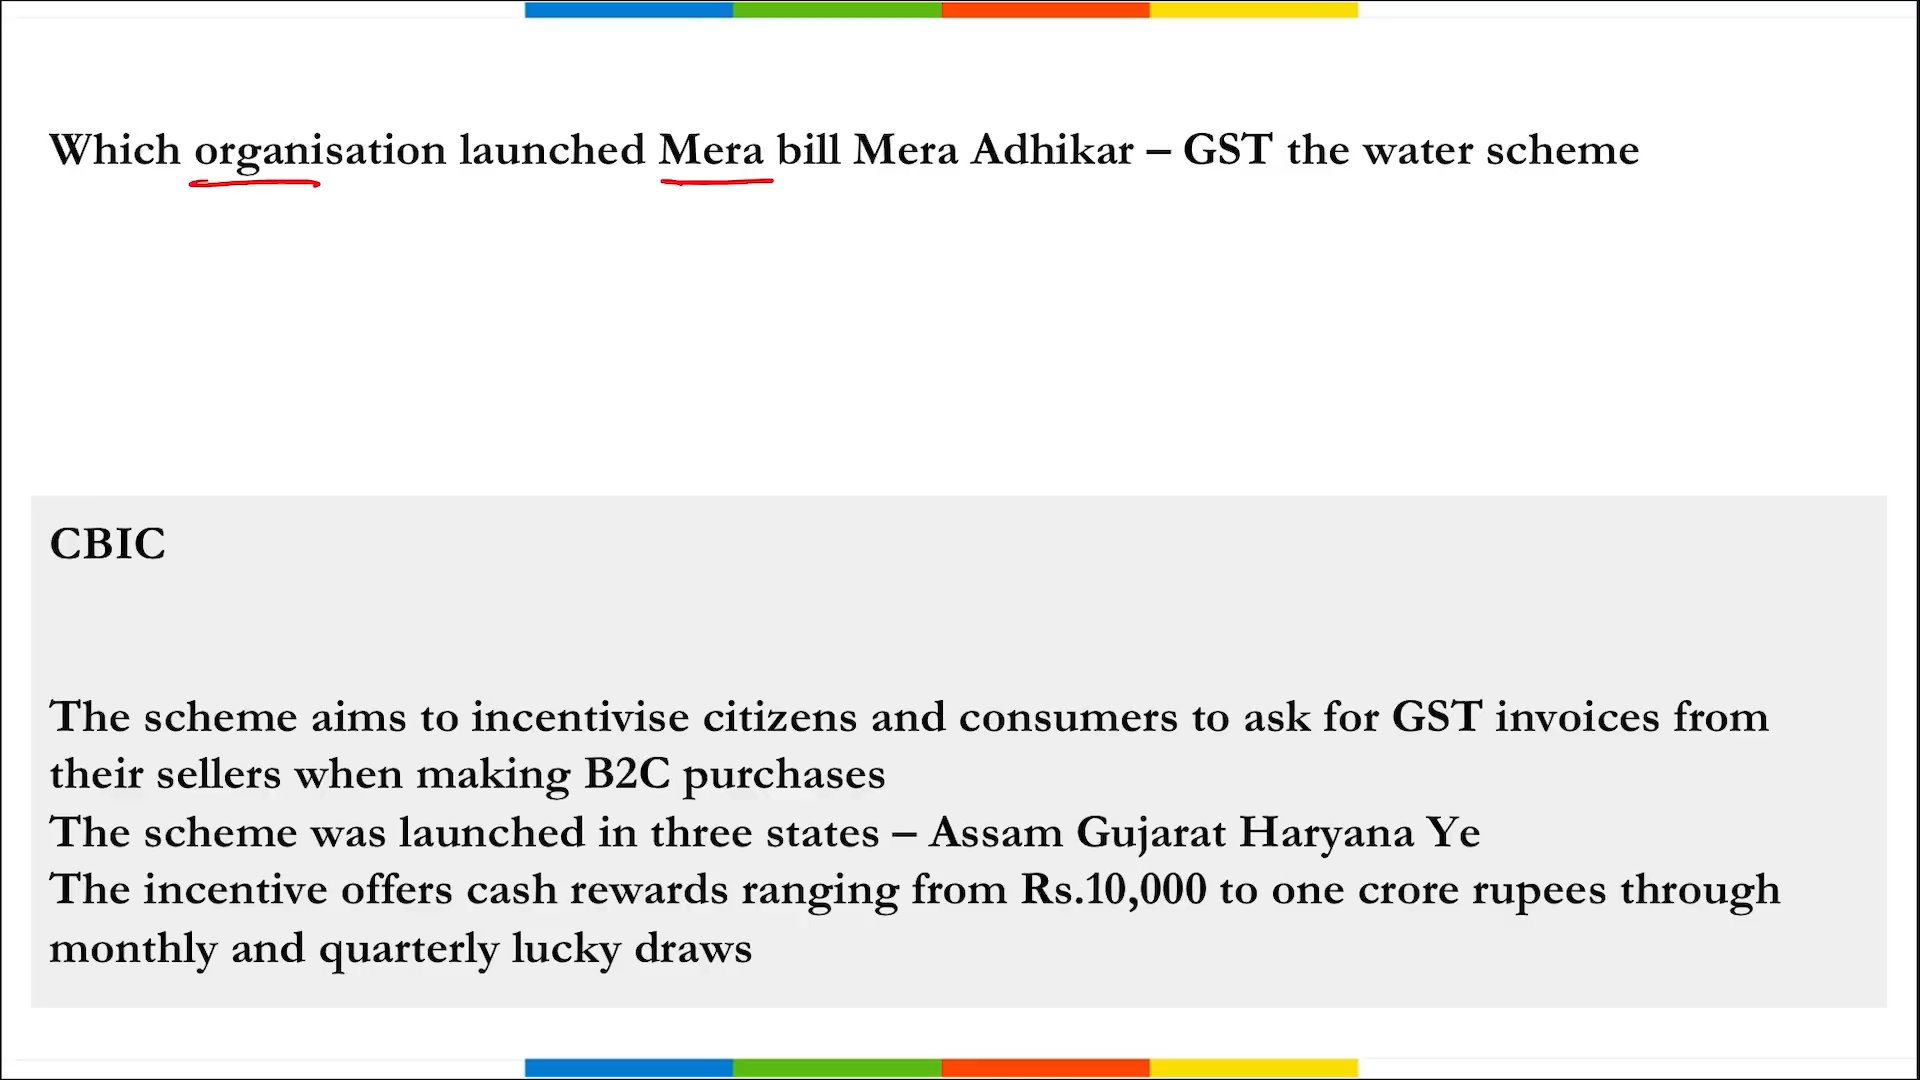 Which organisation launched Mera bill Mera Adhikar – GST the water scheme
CBIC
The scheme aims to incentivise citizens and consumers to ask for GST invoices from
their sellers when making B2C purchases
The scheme was launched in three states – Assam Gujarat Haryana Ye
The incentive offers cash rewards ranging from Rs.10,000 to one crore rupees through
monthly and quarterly lucky draws